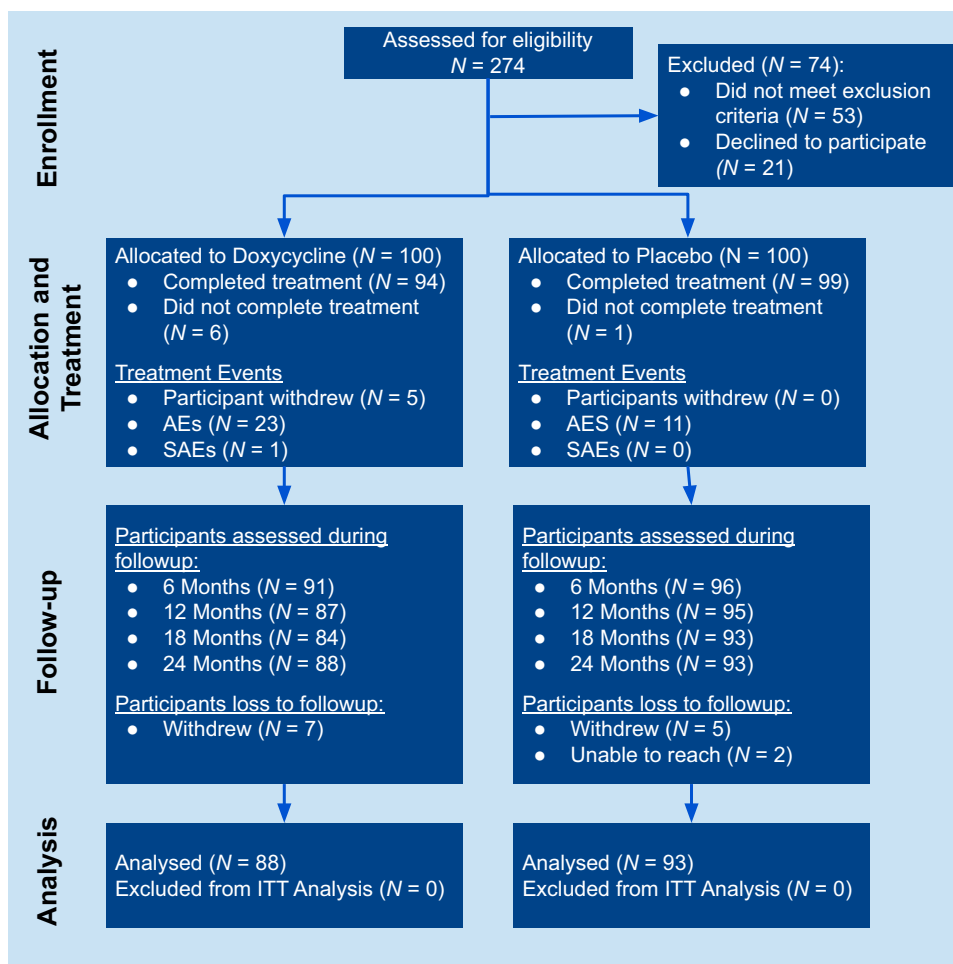 Enrollment
Assessed for eligibility
N = 274
Excluded (N = 74):
● Did not meet exclusion
criteria (N = 53)
● Declined to participate
(N = 21)
Allocation and
Treatment
Allocated to Doxycycline (N = 100)
● Completed treatment (N = 94)
● Did not complete treatment
(N = 6)
Treatment Events
● Participant withdrew (N = 5)
● AEs (N = 23)
● SAEs (N = 1)
Allocated to Placebo (N = 100)
● Completed treatment (N = 99)
● Did not complete treatment
(N = 1)
Treatment Events
● Participants withdrew (N = 0)
● AES (N = 11)
● SAEs (N = 0)
Follow-up
Participants assessed during
followup:
● 6 Months (N = 91)
● 12 Months (N = 87)
● 18 Months (N = 84)
● 24 Months (N = 88)
Participants loss to followup:
● Withdrew (N = 7)
Participants assessed during
followup:
● 6 Months (N = 96)
● 12 Months (N = 95)
● 18 Months (N = 93)
● 24 Months (N = 93)
Participants loss to followup:
● Withdrew (N = 5)
● Unable to reach (N = 2)
Analysis
Analysed (N = 88)
Excluded from ITT Analysis (N = 0)
Analysed (N = 93)
Excluded from ITT Analysis (N = 0)